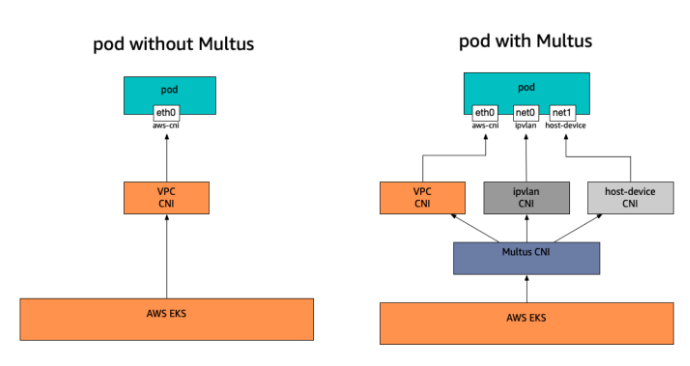 pod without Multus
pod
eth0
aws-cni
VPC
CNI
AWS EKS
pod with Multus
pod
eth0 net0 net1
aws-cni ipvlan host-device
VPC
CNI
ipvlan
CNI
host-device
CNI
Multus CNI
AWS EKS